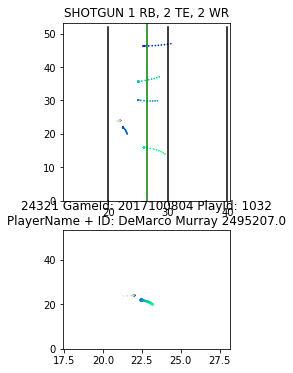 SHOTGUN 1 RB, 2 TE, 2 WR
50
40
30
20
10
0
20 30 40
24321 GameId: 2017100804 PlayId: 1032
PlayerName + ID: DeMarco Murray 2495207.0
40
20
0
17.5 20.0 22.5 25.0 27.5